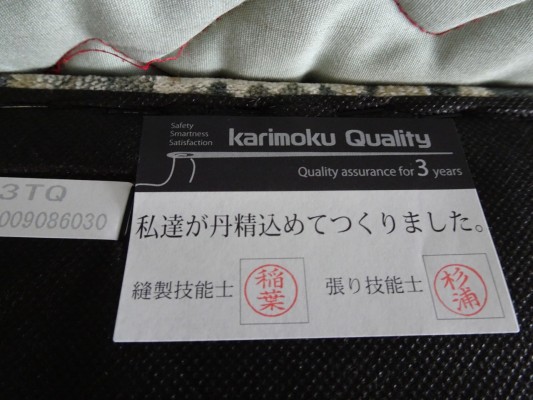 Safety
Smartness
Satisfaction
karimoku Quality
Quality assurance for 3 years
3TQ
009086030
私達が丹精込めてつくりました。
縫製技能士 稲葉 張り技能士 杉浦